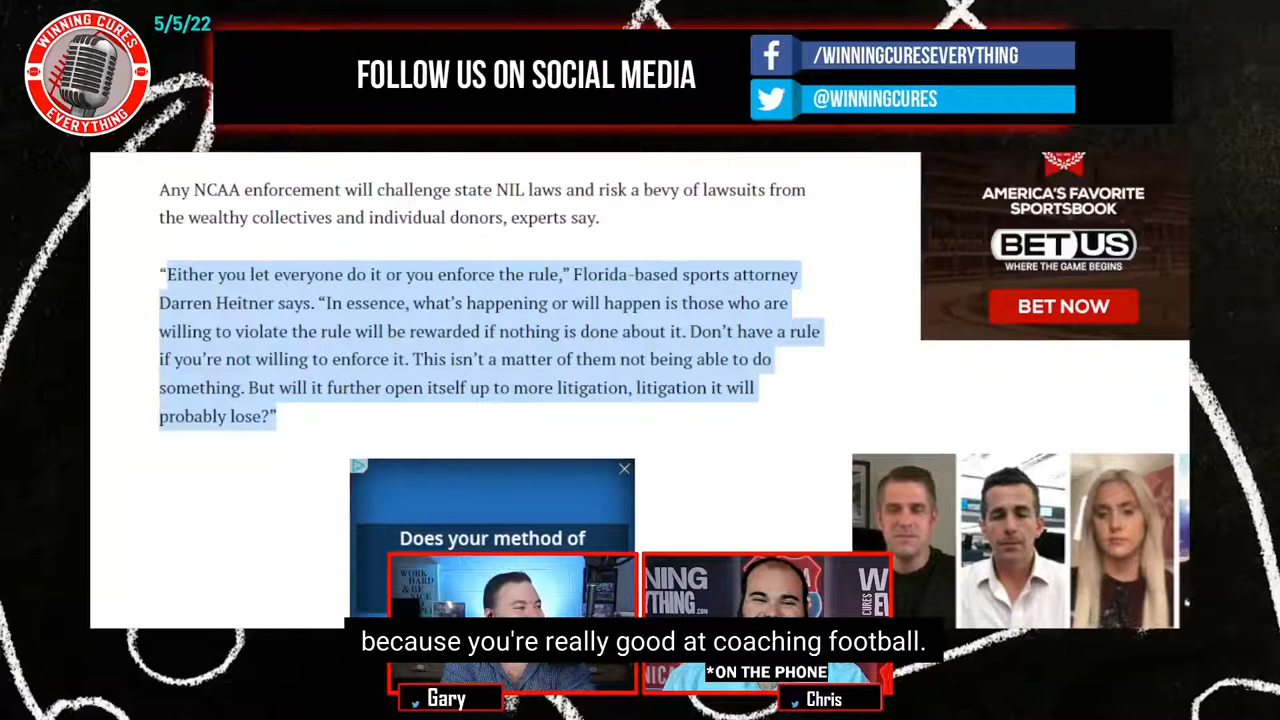 5/5/22
WINNING CURES
EVERYTHING
FOLLOW US ON SOCIAL MEDIA
/WINNINGCURESEVERYTHING
@WINNINGCURES
Any NCAA enforcement will challenge state NIL laws and risk a bevy of lawsuits from
the wealthy collectives and individual donors, experts say.
“Either you let everyone do it or you enforce the rule,” Florida-based sports attorney
Darren Heitner says. “In essence, what’s happening or will happen is those who are
willing to violate the rule will be rewarded if nothing is done about it. Don’t have a rule
if you’re not willing to enforce it. This isn’t a matter of them not being able to do
something. But will it further open itself up to more litigation, litigation it will
probably lose?”
AMERICA'S FAVORITE
SPORTSBOOK
BETUS
WHERE THE GAME BEGINS
BET NOW
Does your method of
WORK
HARD
& BE
NICE
because you're really good at coaching football.
*ON THE PHONE
Gary
Chris